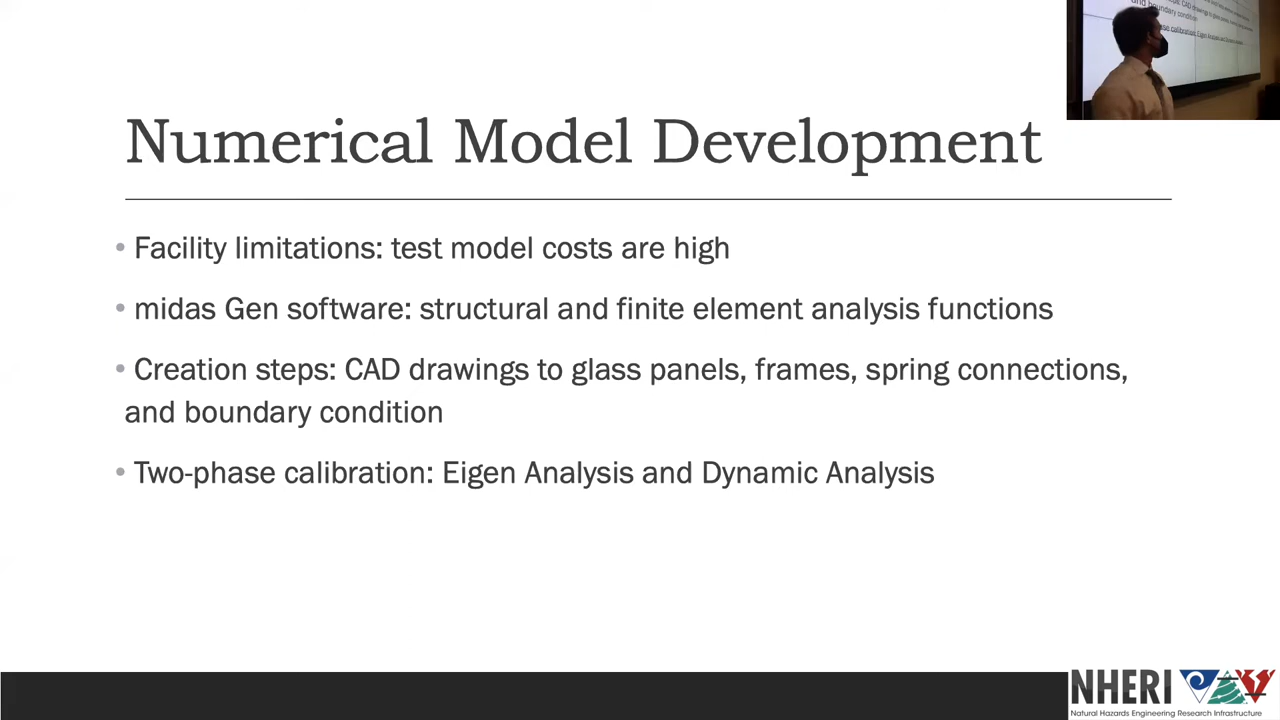 Numerical Model Development
• Facility limitations: test model costs are high
• midas Gen software: structural and finite element analysis functions
• Creation steps: CAD drawings to glass panels, frames, spring connections,
and boundary condition
• Two-phase calibration: Eigen Analysis and Dynamic Analysis
NHERI
Natural Hazards Engineering Research Infrastructure